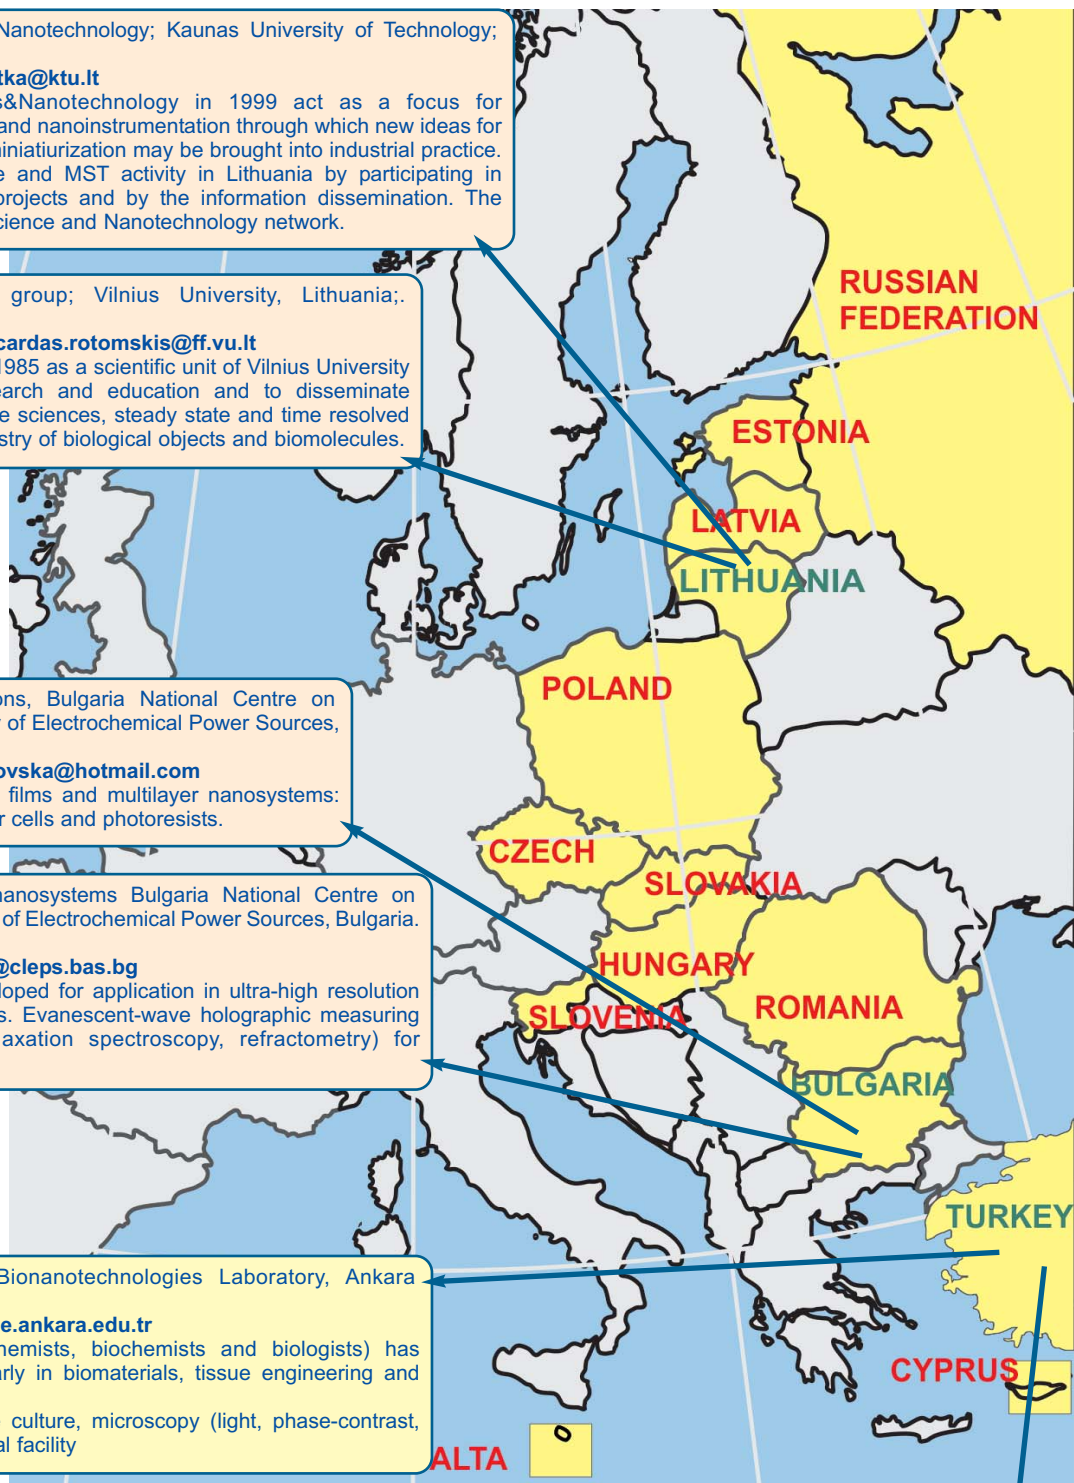 Nanotechnology; Kaunas University of Technology;
tka@ktu.lt
s&Nanotechnology in 1999 act as a focus for
and nanoinstrumentation through which new ideas for
miniatiurization may be brought into industrial practice.
e and MST activity in Lithuania by participating in
projects and by the information dissemination. The
cience and Nanotechnology network.
group; Vilnius University, Lithuania;.
cardas.rotomskis@ff.vu.lt
1985 as a scientific unit of Vilnius University
earch and education and to disseminate
e sciences, steady state and time resolved
stry of biological objects and biomolecules.
RUSSIAN
FEDERATION
ESTONIA
LATVIA
LITHUANIA
ons, Bulgaria National Centre on
y of Electrochemical Power Sources,
ovska@hotmail.com
films and multilayer nanosystems:
r cells and photoresists.
POLAND
CZECH
SLOVAKIA
nanosystems Bulgaria National Centre on
of Electrochemical Power Sources, Bulgaria.
@cleps.bas.bg
loped for application in ultra-high resolution
s. Evanescent-wave holographic measuring
axation spectroscopy, refractometry) for
HUNGARY
SLOVENIA
ROMANIA
BULGARIA
TURKEY
Bionanotechnologies Laboratory, Ankara
e.ankara.edu.tr
hemists, biochemists and biologists) has
arly in biomaterials, tissue engineering and
culture, microscopy (light, phase-contrast,
al facility
CYPRUS
ALTA